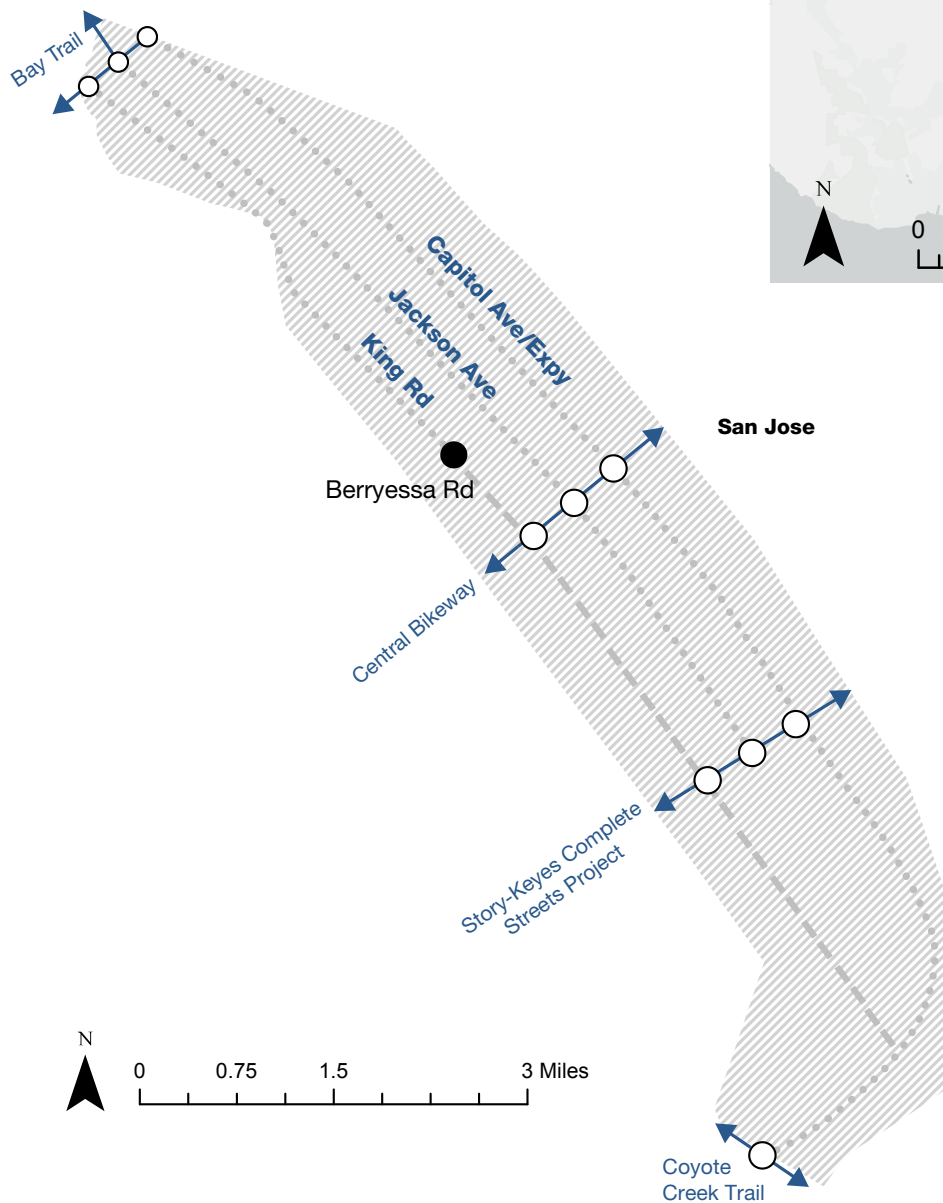 Bay Trail
N
0
Capitol Ave/Expy
Jackson Ave
King Rd
San Jose
Berryessa Rd
Central Bikeway
Story-Keyes Complete
Streets Project
N
0 0.75 1.5 3 Miles
Coyote
Creek Trail